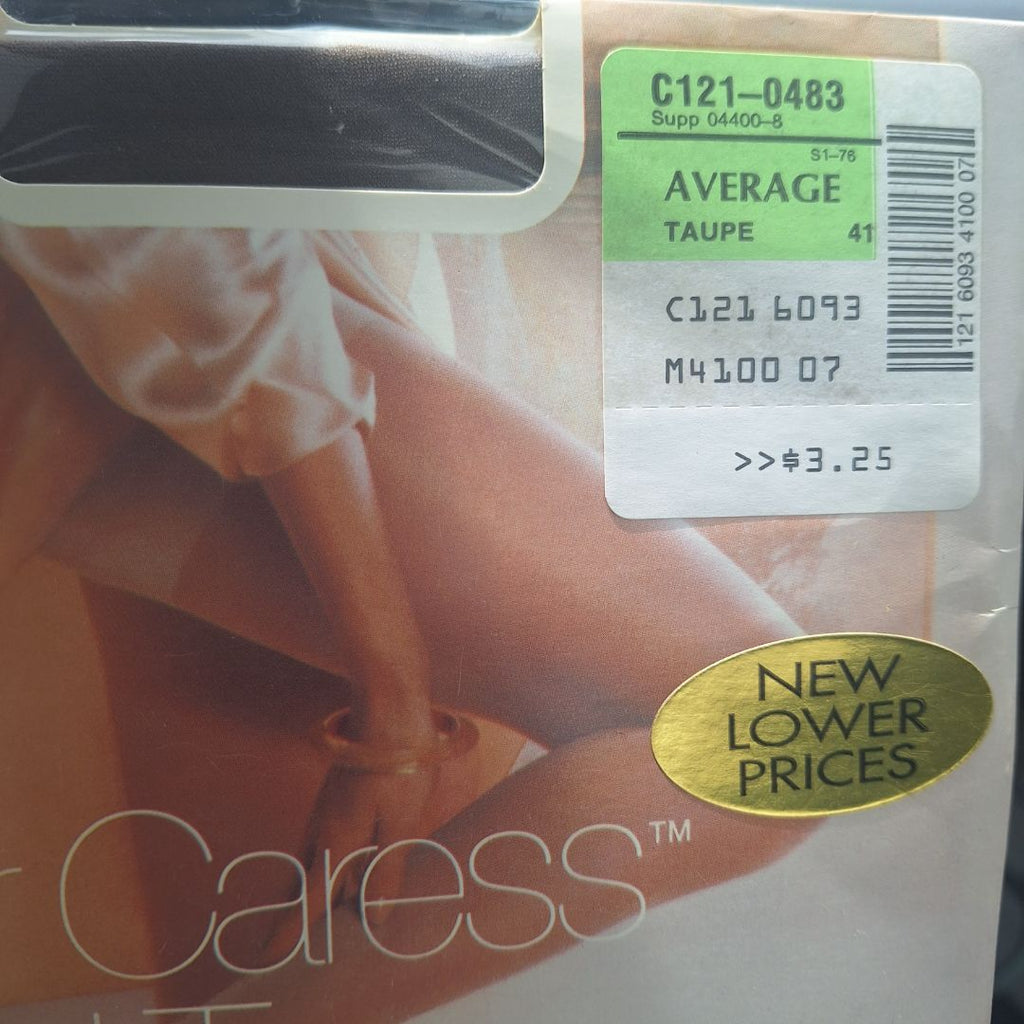 C121–0483
Supp 04400–8
S1–76
AVERAGE
TAUPE 41
C121 6093
M4100 07
>>$3.25
121 6093 4100 07
NEW
LOWER
PRICES
Caress™